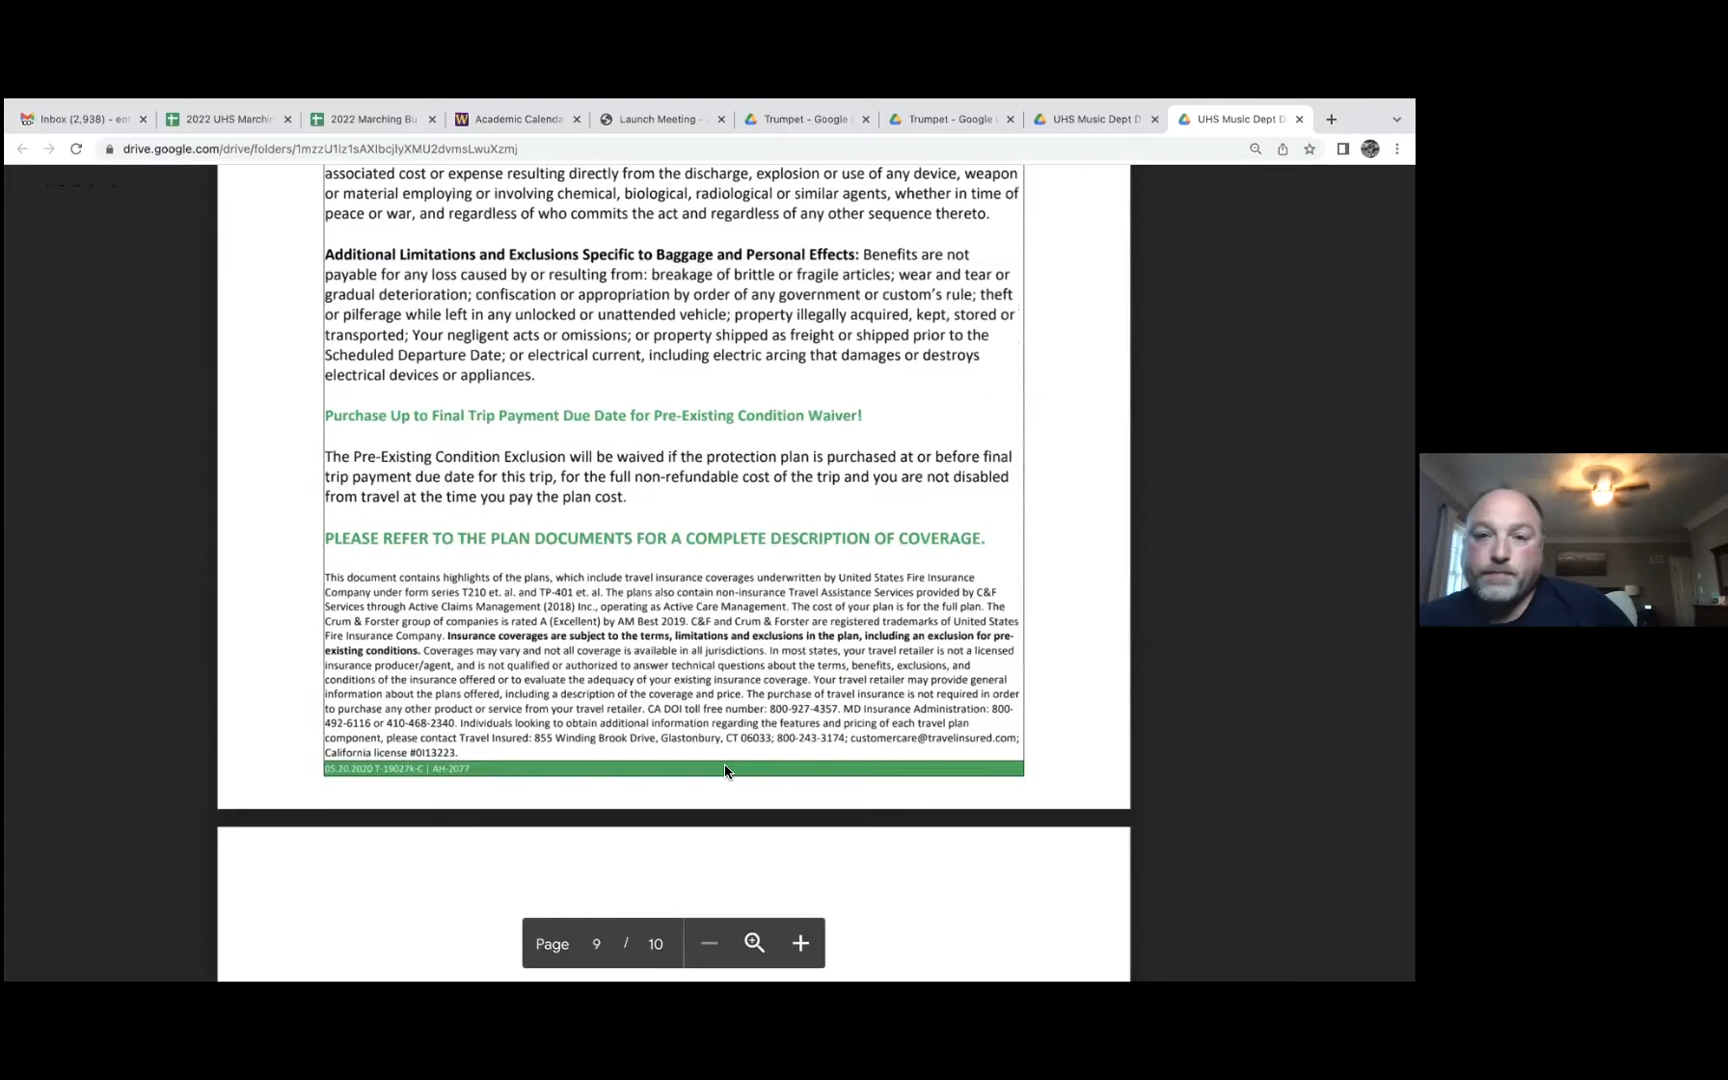 Inbox (2,938) - eo
2022 UHS Marchi
2022 Marching Bu
Academic Calenda
Launch Meeting -
Trumpet - Google
Trumpet - Google
UHS Music Dept D
UHS Music Dept D
drive.google.com/drive/folders/
associated cost or expense resulting directly from the discharge, explosion or use of any device, weapon
or material employing or involving chemical, biological, radiological or similar agents, whether in time of
peace or war, and regardless of who commits the act and regardless of any other sequence thereto.
Additional Limitations and Exclusions Specific to Baggage and Personal Effects: Benefits are not
payable for any loss caused by or resulting from: breakage of brittle or fragile articles; wear and tear or
gradual deterioration; confiscation or appropriation by order of any government or custom's rule; theft
or pilferage while left in any unlocked or unattended vehicle; property illegally acquired, kept, stored or
transported; Your negligent acts or omissions; or property shipped as freight or shipped prior to the
Scheduled Departure Date; or electrical current, including electric arcing that damages or destroys
electrical devices or appliances.
Purchase Up to Final Trip Payment Due Date for Pre-Existing Condition Waiver!
The Pre-Existing Condition Exclusion will be waived if the protection plan is purchased at or before final
trip payment due date for this trip, for the full non-refundable cost of the trip and you are not disabled
from travel at the time you pay the plan cost.
PLEASE REFER TO THE PLAN DOCUMENTS FOR A COMPLETE DESCRIPTION OF COVERAGE.
This document contains highlights of the plans, which include travel insurance coverages underwritten by United States Fire Insurance
Company under form series T210 et. al. and TP-401 et. al. The plans also contain non-insurance Travel Assistance Services provided by C&F
Services through Active Claims Management (2018) Inc., operating as Active Care Management. The cost of your plan is for the full plan. The
Crum & Forster group of companies is rated A (Excellent) by AM Best 2019. C&F and Crum & Forster are registered trademarks of United States
Fire Insurance Company. Insurance coverages are subject to the terms, limitations and exclusions in the plan, including an exclusion for pre-
existing conditions. Coverages may vary and not all coverage is available in all jurisdictions. In most states, your travel retailer is not a licensed
insurance producer/agent, and is not qualified or authorized to answer technical questions about the terms, benefits, exclusions, and
conditions of the insurance offered or to evaluate the adequacy of your existing insurance coverage. Your travel retailer may provide general
information about the plans offered, including a description of the coverage and price. The purchase of travel insurance is not required in order
to purchase any other product or service from your travel retailer. CA DOI toll free number: 800-927-4357. MD Insurance Administration: 800-
492-6116 or 410-468-2340. Individuals looking to obtain additional information regarding the features and pricing of each travel plan
component, please contact Travel Insured: 855 Winding Brook Drive, Glastonbury, CT 06033; 800-243-3174; customercare@travelinsured.com;
California license #0I13223.
05.20.2020 T-19027k-C | AH-2077
Page 9 / 10